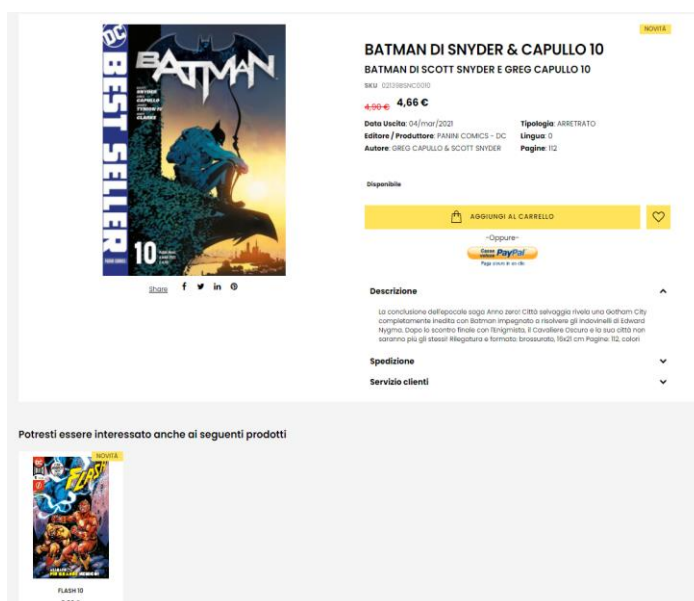 NOVITÀ
BATMAN DI SNYDER & CAPULLO 10
BATMAN DI SCOTT SNYDER E GREG CAPULLO 10
SKU
4,90 € 4,66 €
Data Uscita: 04/mar/2021 Tipologia: ARRETRATO
Editore / Produttore: PANINI COMICS - DC Lingua: 0
Autore: GREG CAPULLO & SCOTT SNYDER Pagine: 112
Disponibile
AGGIUNGI AL CARRELLO
-Oppure-
PayPal
DC
BEST SELLER
BATMAN
10
Share
Descrizione
La conclusione dell'epocale saga Anno zero! Città selvaggia rivela una Gotham City
completamente inedita con Batman impegnato a risolvere gli indovinelli di Edward
Nygma. Dopo lo scontro finale con l'Enigmista, il Cavaliere Oscuro e la sua città non
saranno più gli stessi! Rilegatura e formato: brossurato, 16x21 cm Pagine: 112, colori
Spedizione
Servizio clienti
Potresti essere interessato anche ai seguenti prodotti
NOVITÀ
FLASH
FLASH 10